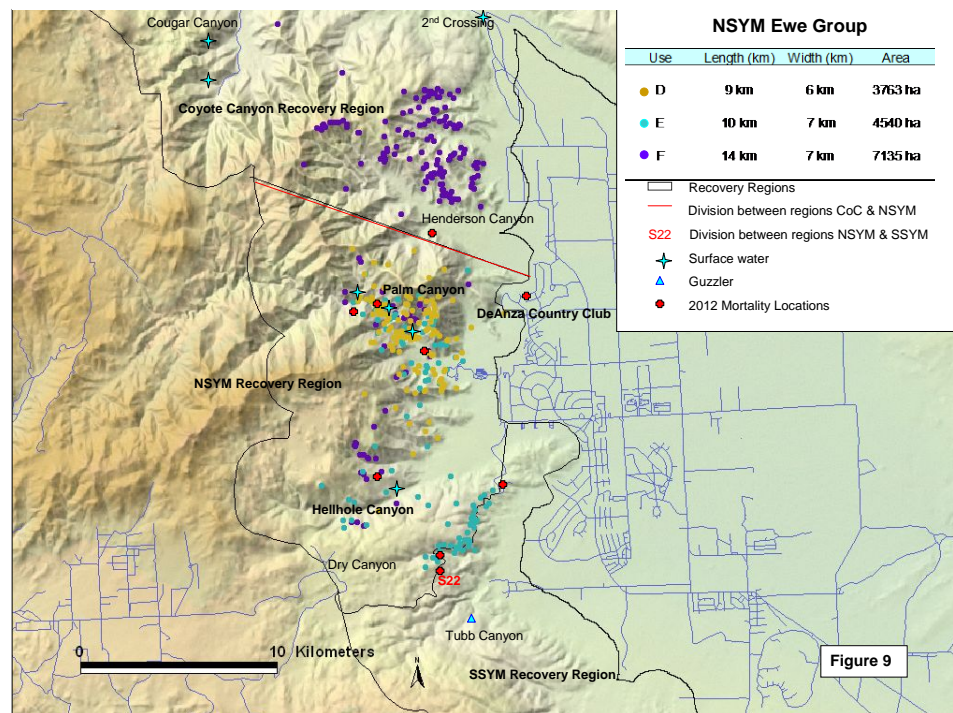 Cougar Canyon
2nd Crossing
NSYM Ewe Group
Use Length (km) Width (km) Area
D 9 km 6 km 3763 ha
E 10 km 7 km 4540 ha
F 14 km 7 km 7135 ha
Recovery Regions
Division between regions CoC & NSYM
S22 Division between regions NSYM & SSYM
Surface water
Guzzler
2012 Mortality Locations
Coyote Canyon Recovery Region
Henderson Canyon
Palm Canyon
DeAnza Country Club
NSYM Recovery Region
Hellhole Canyon
Dry Canyon
S22
Tubb Canyon
0 10 Kilometers
N
SSYM Recovery Region
Figure 9